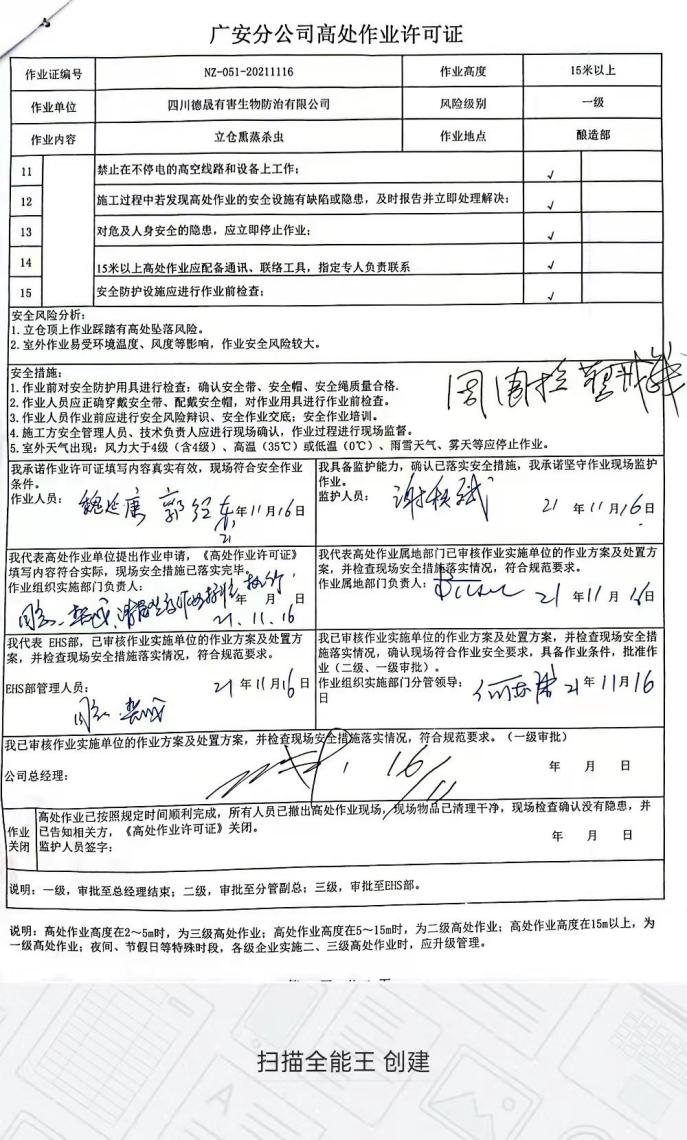 广安分公司高处作业许可证
作业证编号 NZ-051-20211116 作业高度 15米以上
作业单位 四川德晟有害生物防治有限公司 风险级别 一级
作业内容 立仓熏蒸杀虫 作业地点 酿造部
11 禁止在不停电的高空线路和设备上工作; √
12 施工过程中若发现高处作业的安全设施有缺陷或隐患,及时报告并立即处理解决; √
13 对危及人身安全的隐患,应立即停止作业; √
14 15米以上高处作业应配备通讯、联络工具,指定专人负责联系 √
15 安全防护设施应进行作业前检查; √
安全风险分析:
1. 立仓顶上作业踩踏有高处坠落风险。
2. 室外作业易受环境温度、风度等影响,作业安全风险较大。
安全措施:
1. 作业前对安全防护用具进行检查:确认安全带、安全帽、安全绳质量合格.
2. 作业人员应正确穿戴安全带、配戴安全帽,对作业用具进行作业前检查。
3. 作业人员作业前应进行安全风险辩识、安全作业交底;安全作业培训。
4. 施工方安全管理人员、技术负责人应进行现场确认,作业过程进行现场监督。
5. 室外天气出现:风力大于4级(含4级)、高温(35℃)或低温(0℃)、雨雪天气、雾天等应停止作业。
我承诺作业许可证填写内容真实有效,现场符合安全作业
条件。
作业人员: 魏延唐 郭经东
21年11月16日
我具备监护能力,确认已落实安全措施,我承诺坚守作业现场监护
作业。
监护人员: 谢秩斌 21年11月16日
我代表高处作业单位提出作业申请,《高处作业许可证》
填写内容符合实际,现场安全措施已落实完毕。
作业组织实施部门负责人: 年 月 日
21.11.16
我代表高处作业属地部门已审核作业实施单位的作业方案及处置方
案,并检查现场安全措施落实情况,符合规范要求。
作业属地部门负责人: 21年11月16日
我代表 EHS部,已审核作业实施单位的作业方案及处置方
案,并检查现场安全措施落实情况,符合规范要求。
EHS部管理人员: 21年11月16日
我已审核作业实施单位的作业方案及处置方案,并检查现场安全措
施落实情况,确认现场符合作业安全要求,具备作业条件,批准作
业(二级、一级审批)。
作业组织实施部门分管领导: 21年11月16
日
我已审核作业实施单位的作业方案及处置方案,并检查现场安全措施落实情况,符合规范要求。(一级审批)
公司总经理: 16/11 年 月 日
作业关闭
高处作业已按照规定时间顺利完成,所有人员已撤出高处作业现场,现场物品已清理干净,现场检查确认没有隐患,并
已告知相关方,《高处作业许可证》关闭。
监护人员签字: 年 月 日
说明:一级,审批至总经理结束;二级,审批至分管副总;三级,审批至EHS部。
说明:高处作业高度在2～5m时,为三级高处作业;高处作业高度在5～15m时,为二级高处作业;高处作业高度在15m以上,为
一级高处作业;夜间、节假日等特殊时段,各级企业实施二、三级高处作业时,应升级管理。
扫描全能王 创建